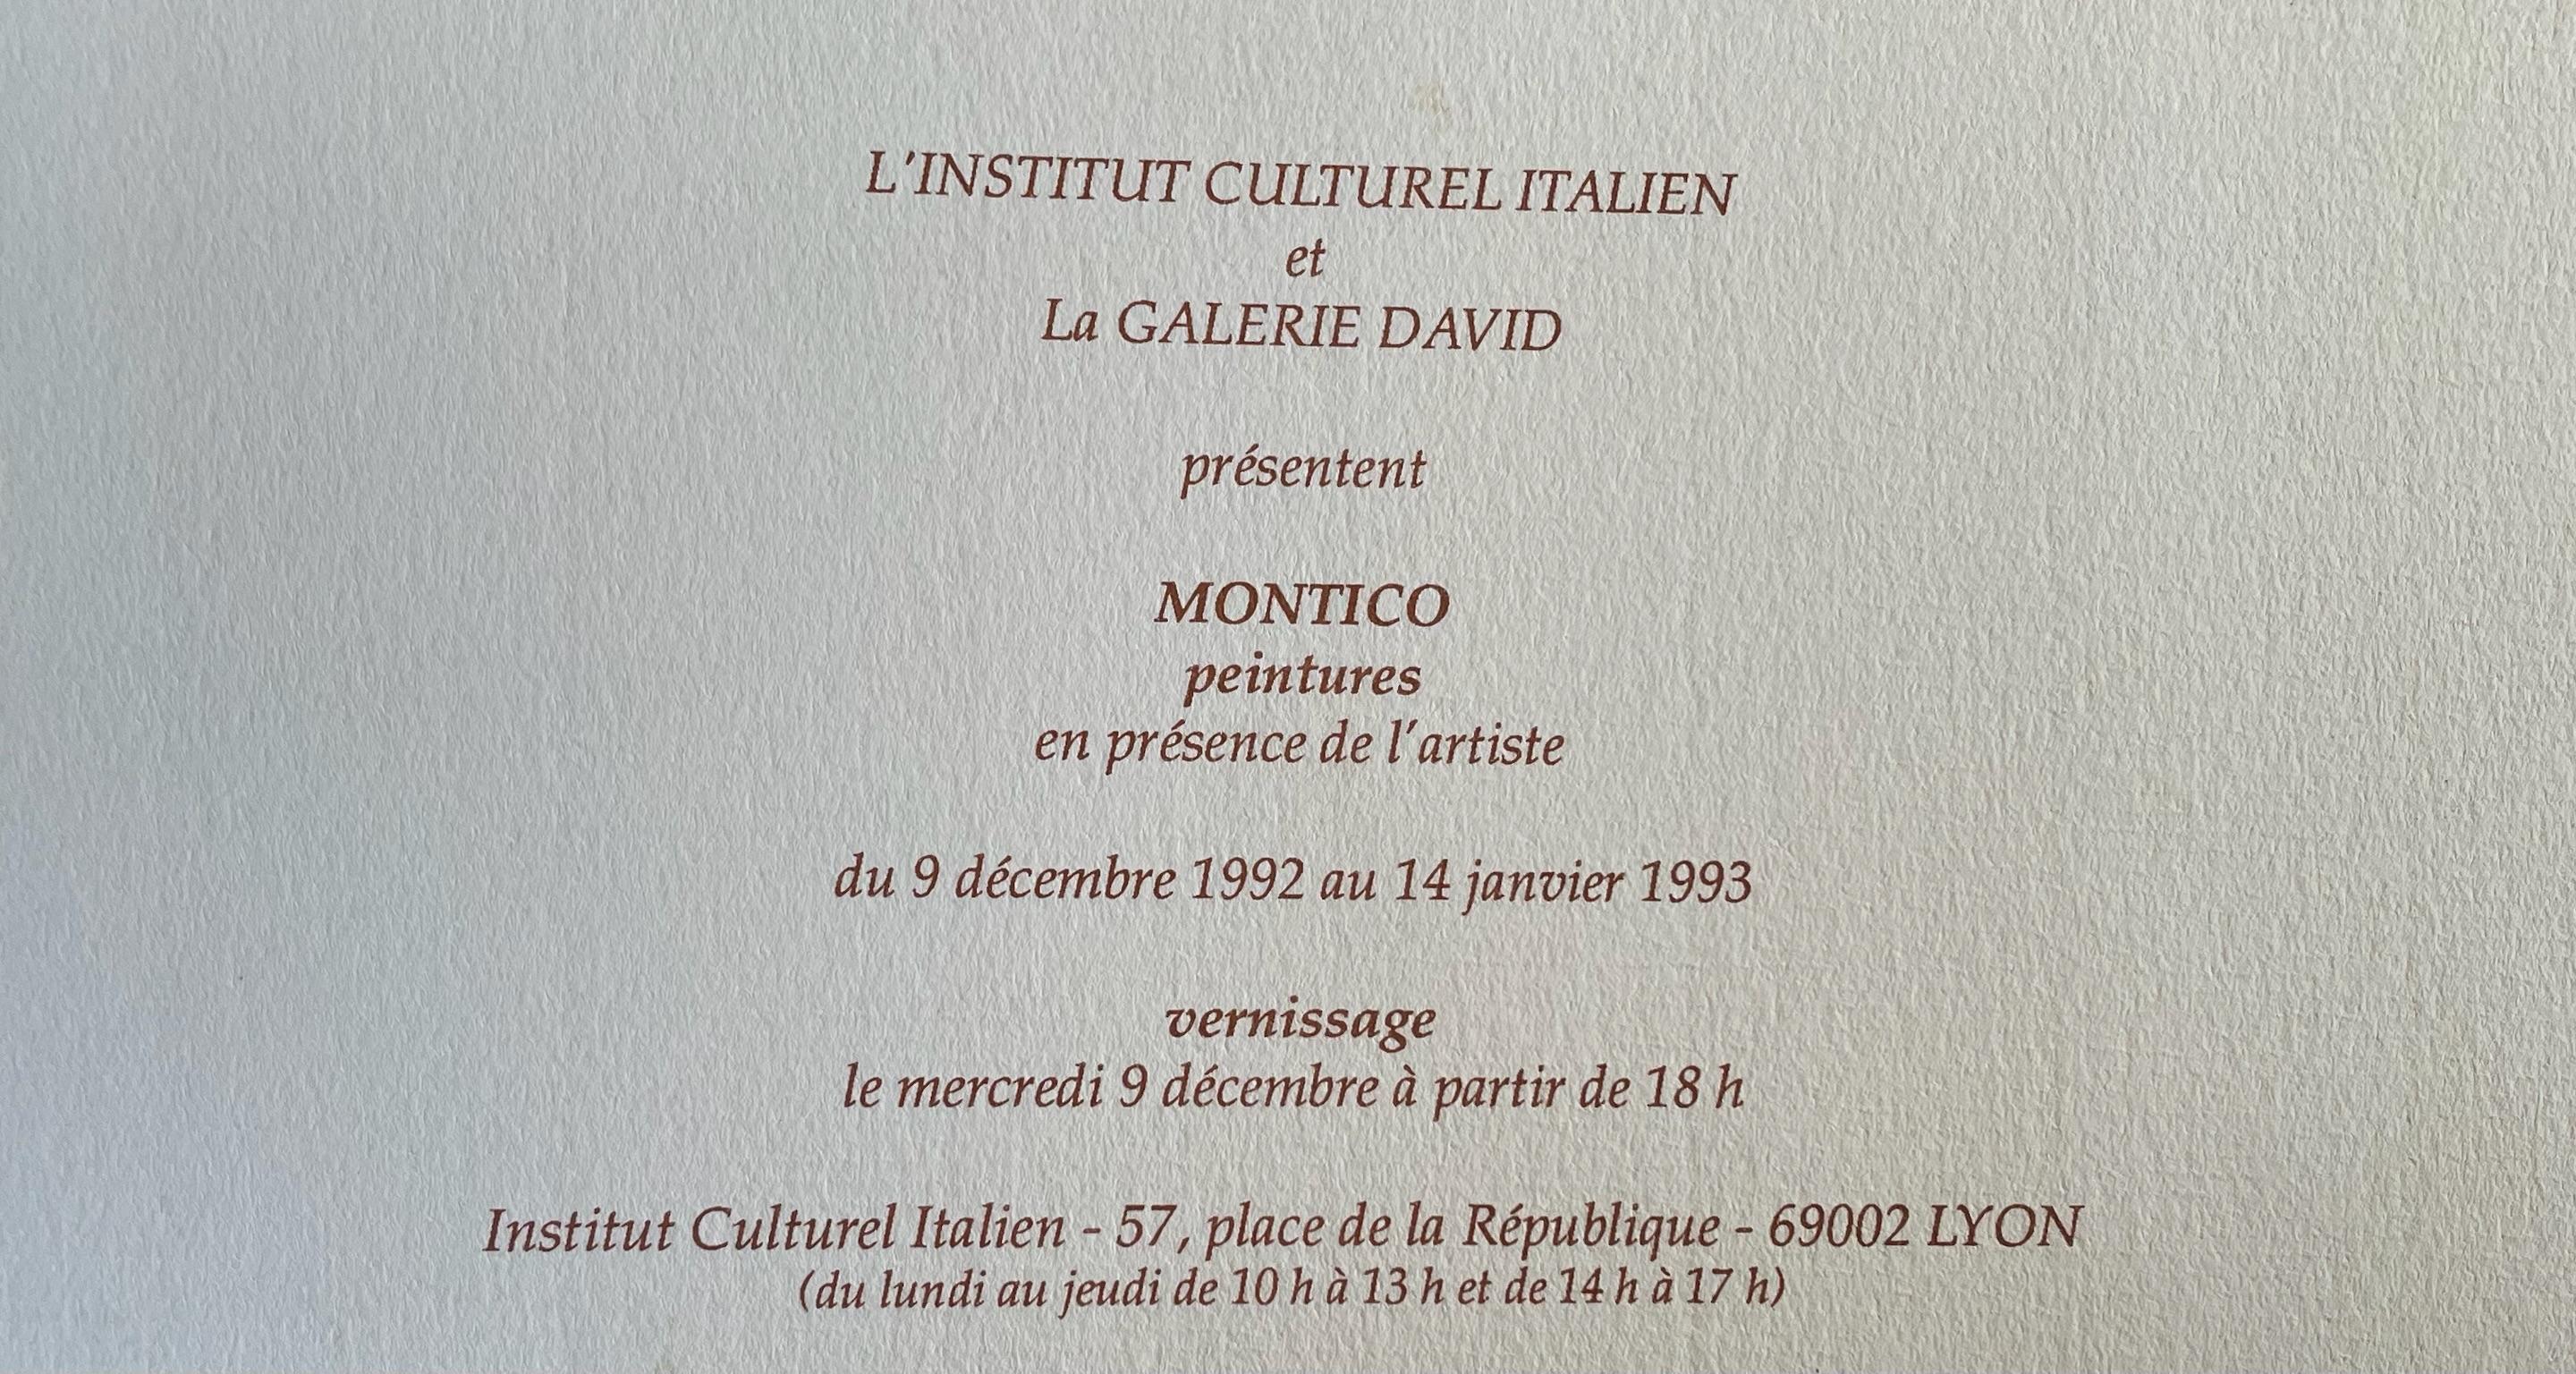 L'INSTITUT CULTUREL ITALIEN
et
La GALERIE DAVID
présentent
MONTICO
peintures
en présence de l'artiste
du 9 décembre 1992 au 14 janvier 1993
vernissage
le mercredi 9 décembre à partir de 18 h
Institut Culturel Italien - 57, place de la République - 69002 LYON
(du lundi au jeudi de 10 h à 13 h et de 14 h à 17 h)